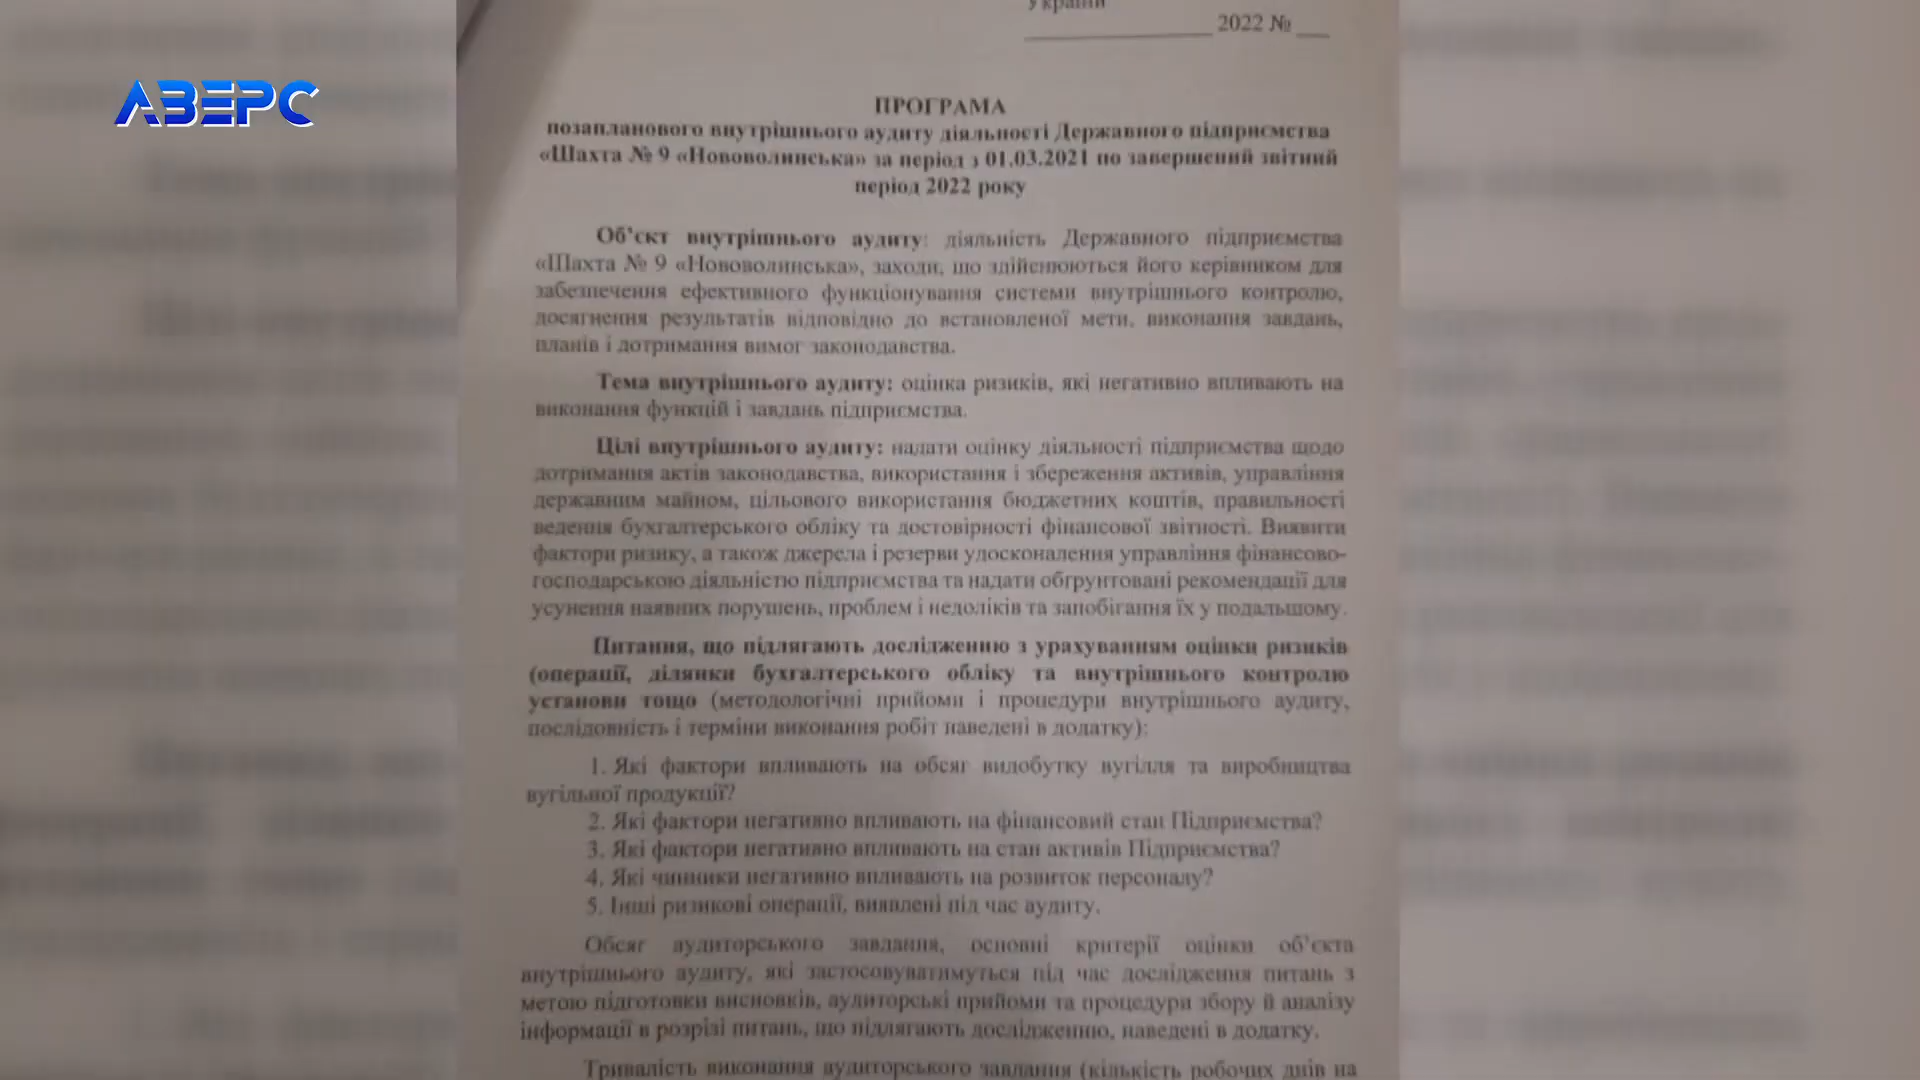 АВЕРС
України
2022 № __
ПРОГРАМА
позапланового внутрішнього аудиту діяльності Державного підприємства
«Шахта № 9 «Нововолинська» за період з 01.03.2021 по завершений звітний
період 2022 року
Об’єкт внутрішнього аудиту: діяльність Державного підприємства
«Шахта № 9 «Нововолинська», заходи, що здійснюються його керівником для
забезпечення ефективного функціонування системи внутрішнього контролю,
досягнення результатів відповідно до встановленої мети, виконання завдань,
планів і дотримання вимог законодавства.
Тема внутрішнього аудиту: оцінка ризиків, які негативно впливають на
виконання функцій і завдань підприємства.
Цілі внутрішнього аудиту: надати оцінку діяльності підприємства щодо
дотримання актів законодавства, використання і збереження активів, управління
державним майном, цільового використання бюджетних коштів, правильності
ведення бухгалтерського обліку та достовірності фінансової звітності. Виявити
фактори ризику, а також джерела і резерви удосконалення управління фінансово-
господарською діяльністю підприємства та надати обґрунтовані рекомендації для
усунення наявних порушень, проблем і недоліків та запобігання їх у подальшому.
Питання, що підлягають дослідженню з урахуванням оцінки ризиків
(операції, ділянки бухгалтерського обліку та внутрішнього контролю
установи тощо (методологічні прийоми і процедури внутрішнього аудиту,
послідовність і терміни виконання робіт наведені в додатку):
1. Які фактори впливають на обсяг видобутку вугілля та виробництва
вугільної продукції?
2. Які фактори негативно впливають на фінансовий стан Підприємства?
3. Які фактори негативно впливають на стан активів Підприємства?
4. Які чинники негативно впливають на розвиток персоналу?
5. Інші ризикові операції, виявлені під час аудиту.
Обсяг аудиторського завдання, основні критерії оцінки об’єкта
внутрішнього аудиту, які застосовуватимуться під час дослідження питань з
метою підготовки висновків, аудиторські прийоми та процедури збору й аналізу
інформації в розрізі питань, що підлягають дослідженню, наведені в додатку.
Тривалість виконання аудиторського завдання (кількість робочих днів на